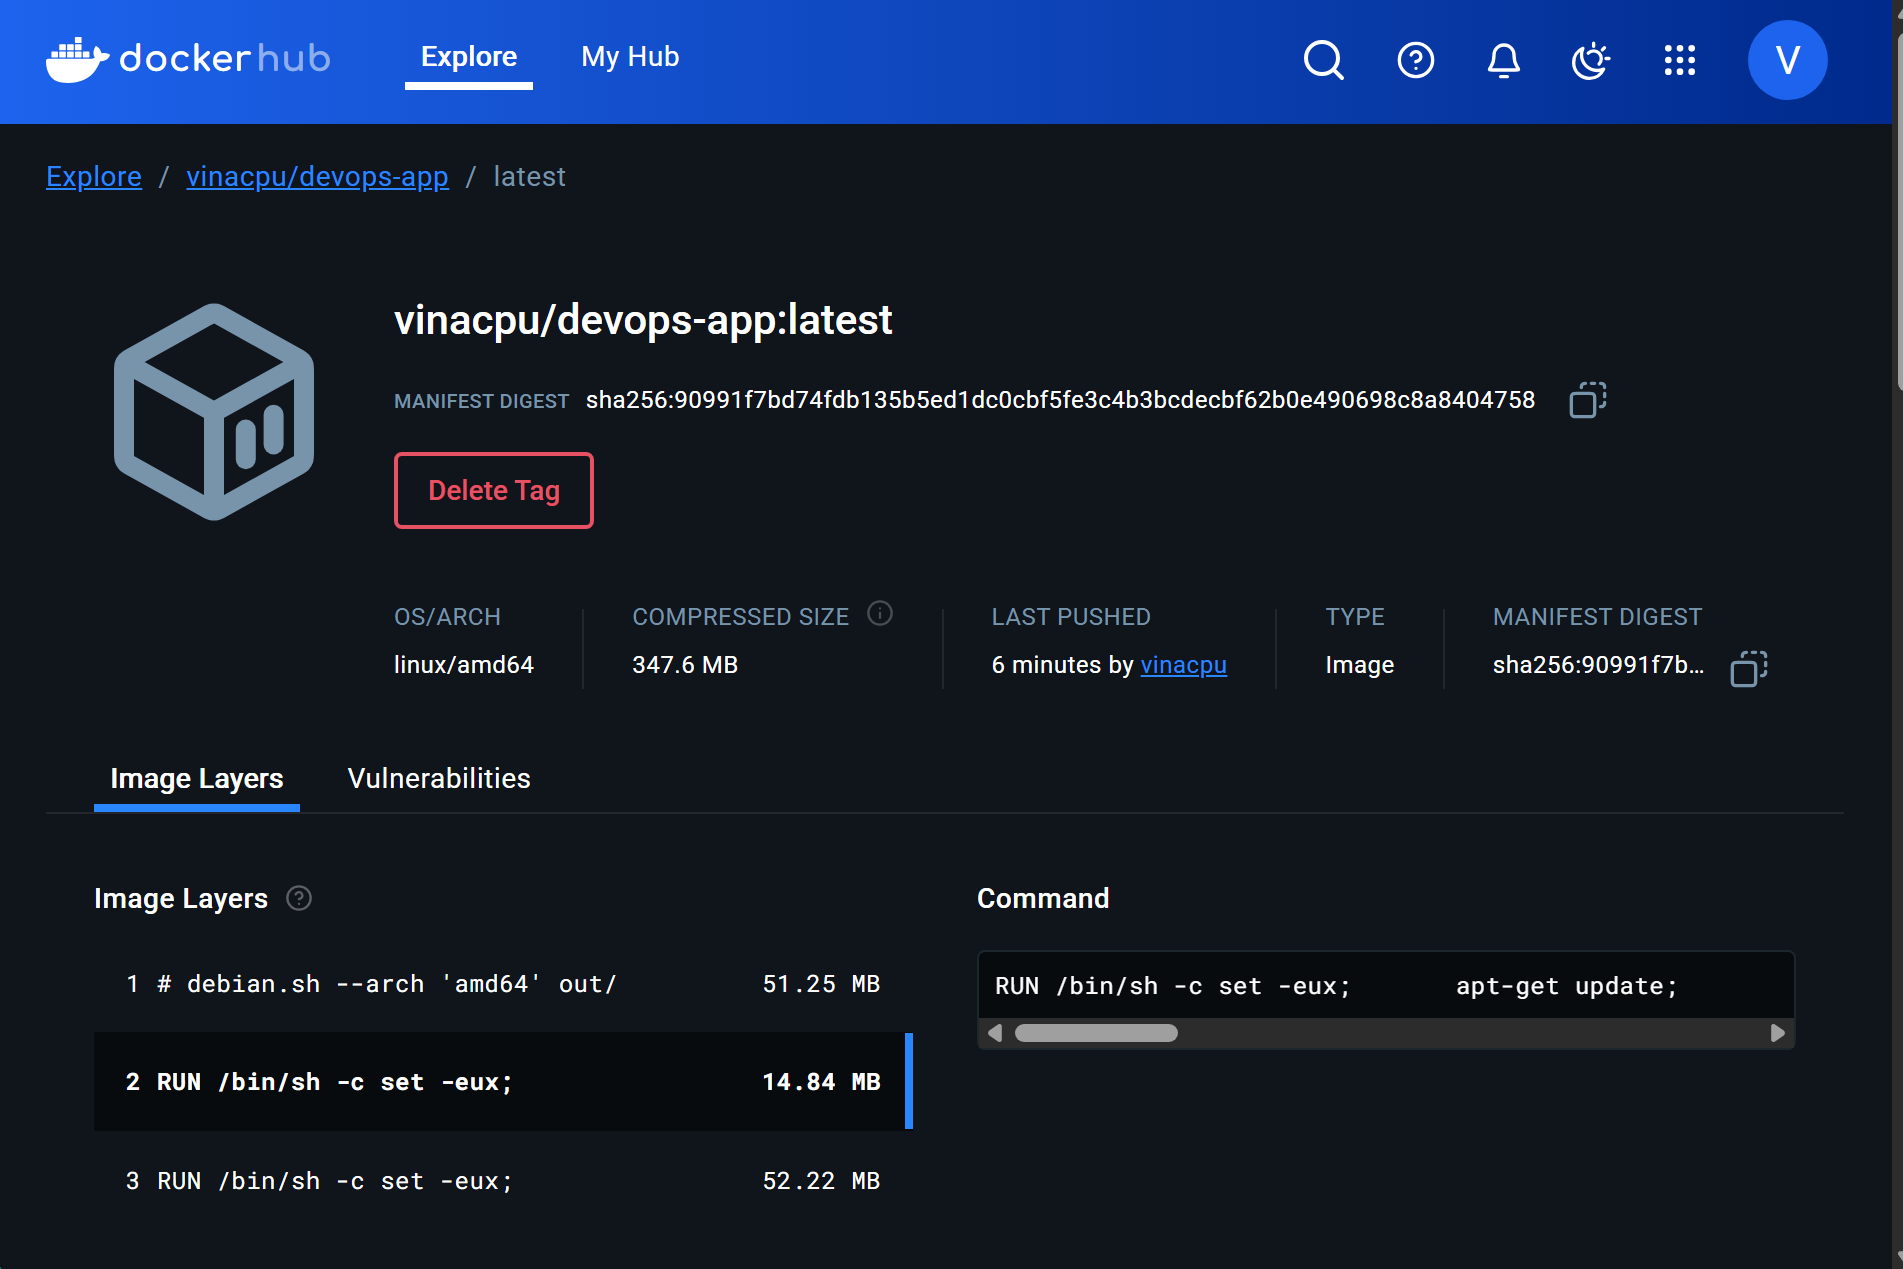 dockerhub
Explore
My Hub
V
Explore / vinacpu/devops-app / latest
vinacpu/devops-app:latest
MANIFEST DIGEST sha256:90991f7bd74fdb135b5ed1dc0cbf5fe3c4b3bcdecbf62b0e490698c8a8404758
Delete Tag
OS/ARCH
linux/amd64
COMPRESSED SIZE
347.6 MB
LAST PUSHED
6 minutes by vinacpu
TYPE
Image
MANIFEST DIGEST
sha256:90991f7b...
Image Layers
Vulnerabilities
Image Layers
1 # debian.sh --arch 'amd64' out/ 51.25 MB
2 RUN /bin/sh -c set -eux; 14.84 MB
3 RUN /bin/sh -c set -eux; 52.22 MB
Command
RUN /bin/sh -c set -eux; apt-get update;